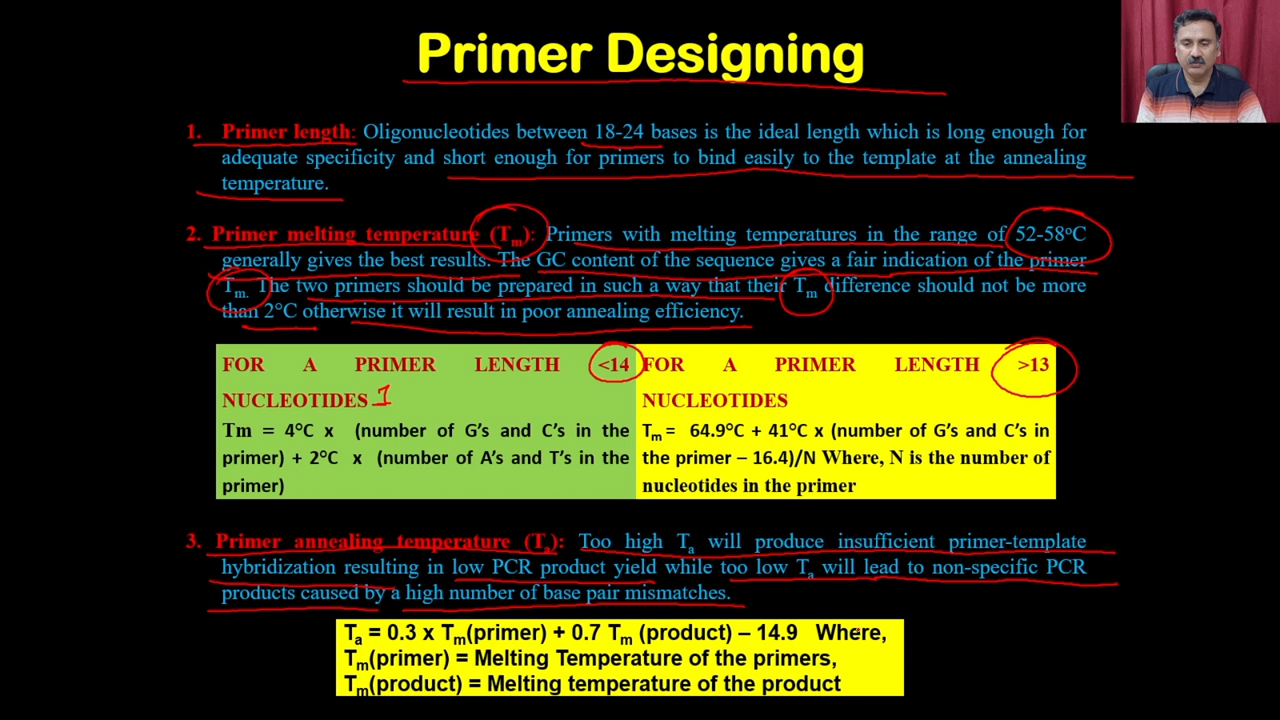 Primer Designing
1. Primer length: Oligonucleotides between 18-24 bases is the ideal length which is long enough for
adequate specificity and short enough for primers to bind easily to the template at the annealing
temperature.
2. Primer melting temperature (Tm): Primers with melting temperatures in the range of 52-58°C
generally gives the best results. The GC content of the sequence gives a fair indication of the primer
Tm. The two primers should be prepared in such a way that their Tm difference should not be more
than 2°C otherwise it will result in poor annealing efficiency.
FOR A PRIMER LENGTH <14
NUCLEOTIDES
Tm = 4°C x (number of G's and C's in the
primer) + 2°C x (number of A's and T's in the
primer)
FOR A PRIMER LENGTH >13
NUCLEOTIDES
Tm = 64.9°C + 41°C x (number of G's and C's in
the primer – 16.4)/N Where, N is the number of
nucleotides in the primer
3. Primer annealing temperature (Ta): Too high Ta will produce insufficient primer-template
hybridization resulting in low PCR product yield while too low Ta will lead to non-specific PCR
products caused by a high number of base pair mismatches.
Ta = 0.3 x Tm(primer) + 0.7 Tm (product) – 14.9 Where,
Tm(primer) = Melting Temperature of the primers,
Tm(product) = Melting temperature of the product